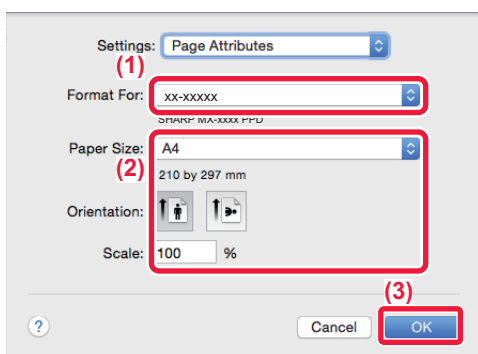 Settings: Page Attributes
(1)
Format For: xx-xxxxx
SHARP MX-xxxx PPD
Paper Size: A4
(2)
210 by 297 mm
Orientation:
Scale: 100 %
(3)
? Cancel OK